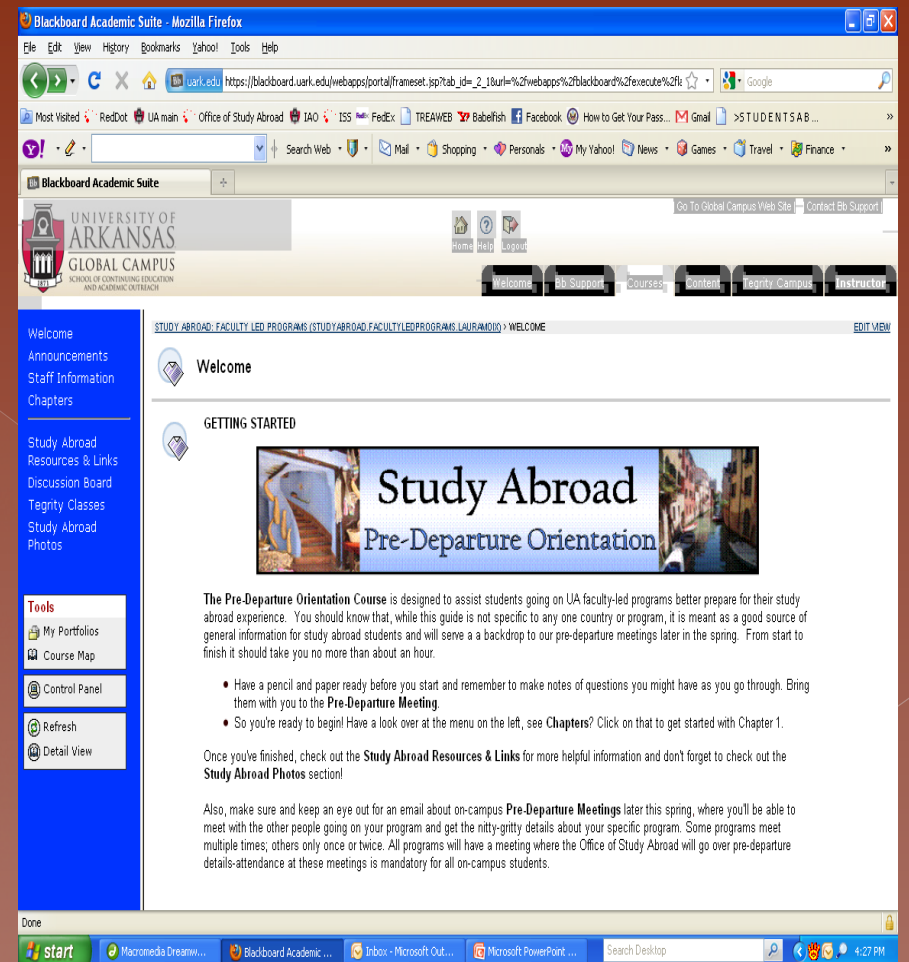 Blackboard Academic Suite - Mozilla Firefox
File Edit View History Bookmarks Yahoo! Tools Help
uark.edu https://blackboard.uark.edu/webapps/portal/frameset.jsp?tab_id=_2_1&url=%2fwebapps%2fblackboard%2fexecute%2fla Google
Most Visited RedDot UA main Office of Study Abroad IAO ISS FedEx TREAWEB Babelfish Facebook How to Get Your Pass... Gmail >S T U D E N T S A B ... »
Search Web Mail Shopping Personals My Yahoo! News Games Travel Finance »
Blackboard Academic Suite
Go To Global Campus Web Site | Contact Bb Support |
UNIVERSITY OF
ARKANSAS
GLOBAL CAMPUS
SCHOOL OF CONTINUING EDUCATION
AND ACADEMIC OUTREACH
1871
Home Help Logout
Welcome Bb Support Courses Content Tegrity Campus Instructor
STUDY ABROAD: FACULTY LED PROGRAMS (STUDYABROAD.FACULTYLEDPROGRAMS.LAURAMOIX) > WELCOME EDIT VIEW
Welcome
Announcements
Staff Information
Chapters
Study Abroad
Resources & Links
Discussion Board
Tegrity Classes
Study Abroad
Photos
Tools
My Portfolios
Course Map
Control Panel
Refresh
Detail View
Welcome
GETTING STARTED
Study Abroad
Pre-Departure Orientation
The Pre-Departure Orientation Course is designed to assist students going on UA faculty-led programs better prepare for their study
abroad experience. You should know that, while this guide is not specific to any one country or program, it is meant as a good source of
general information for study abroad students and will serve a a backdrop to our pre-departure meetings later in the spring. From start to
finish it should take you no more than about an hour.
• Have a pencil and paper ready before you start and remember to make notes of questions you might have as you go through. Bring
them with you to the Pre-Departure Meeting.
• So you're ready to begin! Have a look over at the menu on the left, see Chapters? Click on that to get started with Chapter 1.
Once you've finished, check out the Study Abroad Resources & Links for more helpful information and don't forget to check out the
Study Abroad Photos section!
Also, make sure and keep an eye out for an email about on-campus Pre-Departure Meetings later this spring, where you'll be able to
meet with the other people going on your program and get the nitty-gritty details about your specific program. Some programs meet
multiple times; others only once or twice. All programs will have a meeting where the Office of Study Abroad will go over pre-departure
details-attendance at these meetings is mandatory for all on-campus students.
Done
start Macromedia Dreamw... Blackboard Academic ... Inbox - Microsoft Out... Microsoft PowerPoint ... Search Desktop 4:27 PM